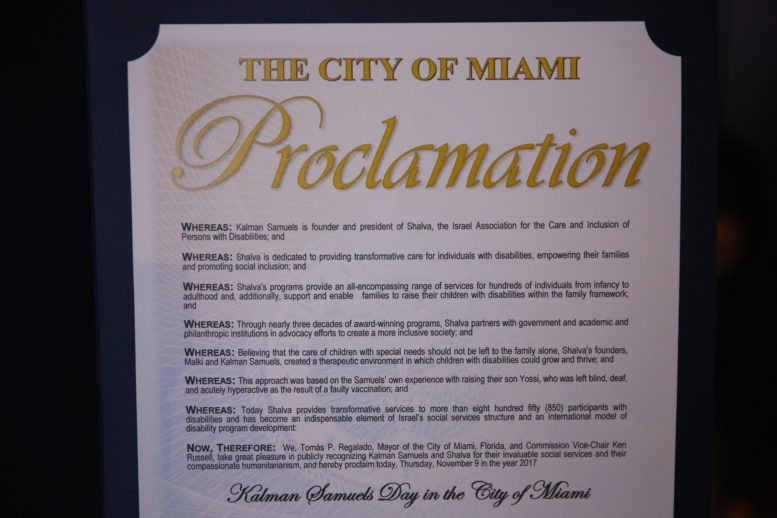 THE CITY OF MIAMI
Proclamation
WHEREAS: Kalman Samuels is founder and president of Shalva, the Israel Association for the Care and Inclusion of
Persons with Disabilities; and
WHEREAS: Shalva is dedicated to providing transformative care for individuals with disabilities, empowering their families
and promoting social inclusion; and
WHEREAS: Shalva's programs provide an all-encompassing range of services for hundreds of individuals from infancy to
adulthood and, additionally, support and enable families to raise their children with disabilities within the family framework;
and
WHEREAS: Through nearly three decades of award-winning programs, Shalva partners with government and academic and
philanthropic institutions in advocacy efforts to create a more inclusive society; and
WHEREAS: Believing that the care of children with special needs should not be left to the family alone, Shalva's founders,
Malki and Kalman Samuels, created a therapeutic environment in which children with disabilities could grow and thrive; and
WHEREAS: This approach was based on the Samuels' own experience with raising their son Yossi, who was left blind, deaf,
and acutely hyperactive as the result of a faulty vaccination; and
WHEREAS: Today Shalva provides transformative services to more than eight hundred fifty (850) participants with
disabilities and has become an indispensable element of Israel's social services structure and an international model of
disability program development:
NOW, THEREFORE: We, Tomás P. Regalado, Mayor of the City of Miami, Florida, and Commission Vice-Chair Ken
Russell, take great pleasure in publicly recognizing Kalman Samuels and Shalva for their invaluable social services and their
compassionate humanitarianism, and hereby proclaim today, Thursday, November 9 in the year 2017
Kalman Samuels Day in the City of Miami